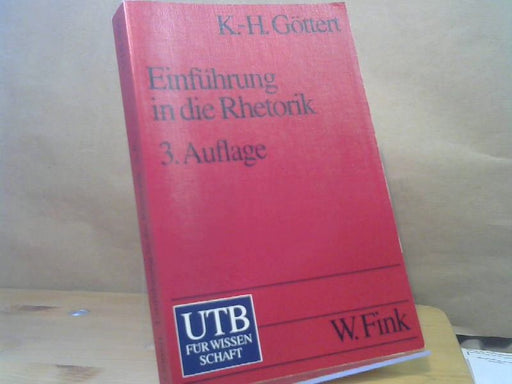 K.-H. Göttert
Einführung
in die Rhetorik
3. Auflage
UTB
FÜR WISSEN
SCHAFT
W. Fink